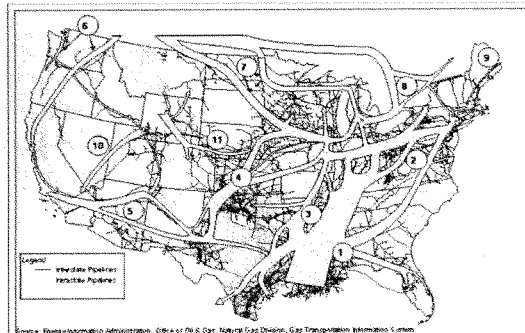 6
9
7
8
10
11
2
4
5
3
1
Legend
Interstate Pipelines
Intrastate Pipelines
Source: Energy Information Administration, Office of Oil & Gas, Natural Gas Division, Gas Transportation Information System